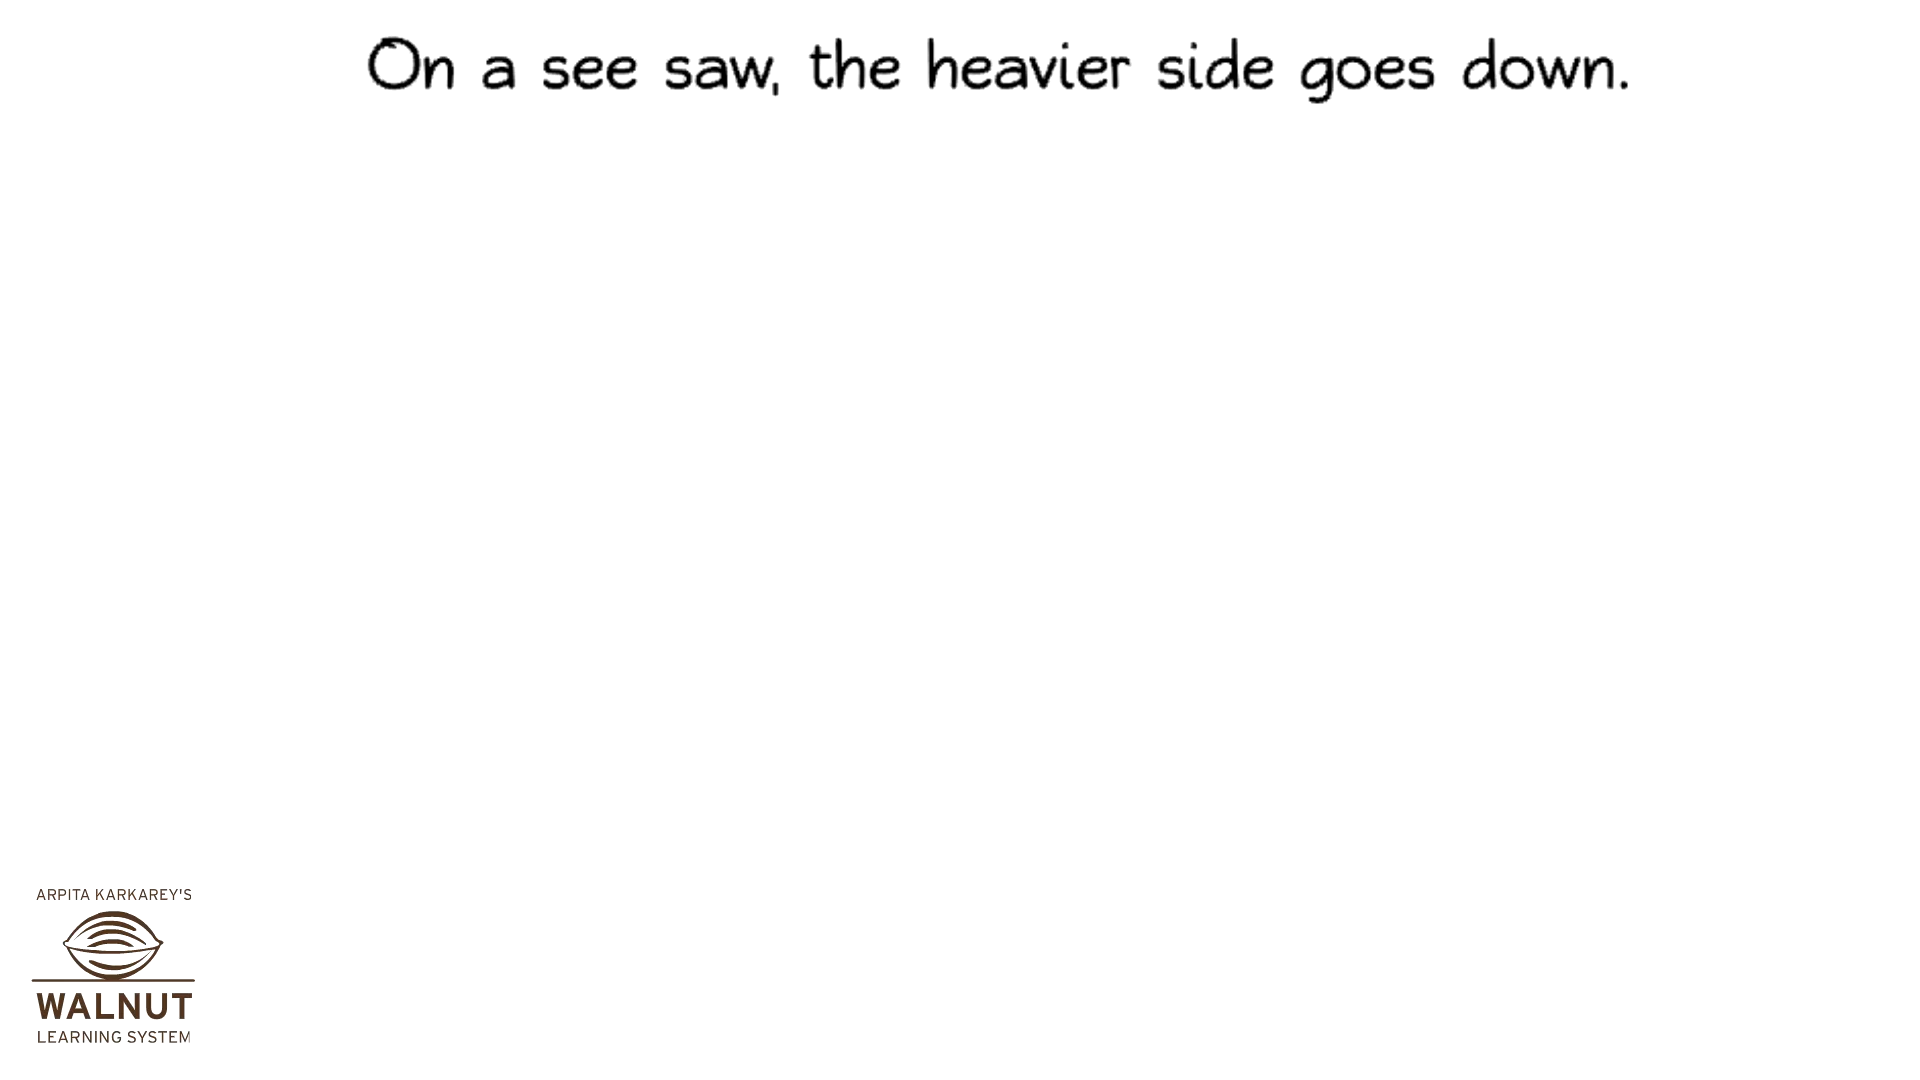 On a see saw, the heavier side goes down.
ARPITA KARKAREY'S
WALNUT
LEARNING SYSTEM